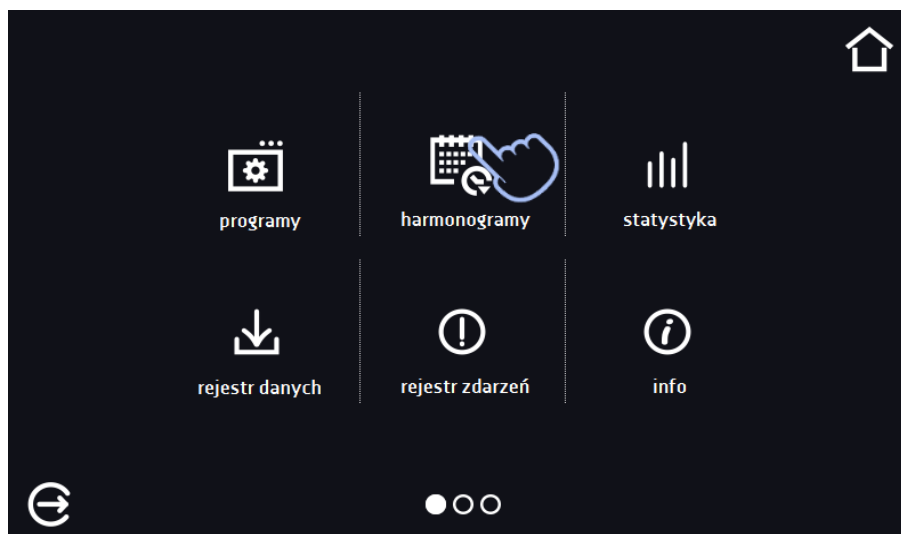 programy
harmonogramy
statystyka
rejestr danych
rejestr zdarzeń
info